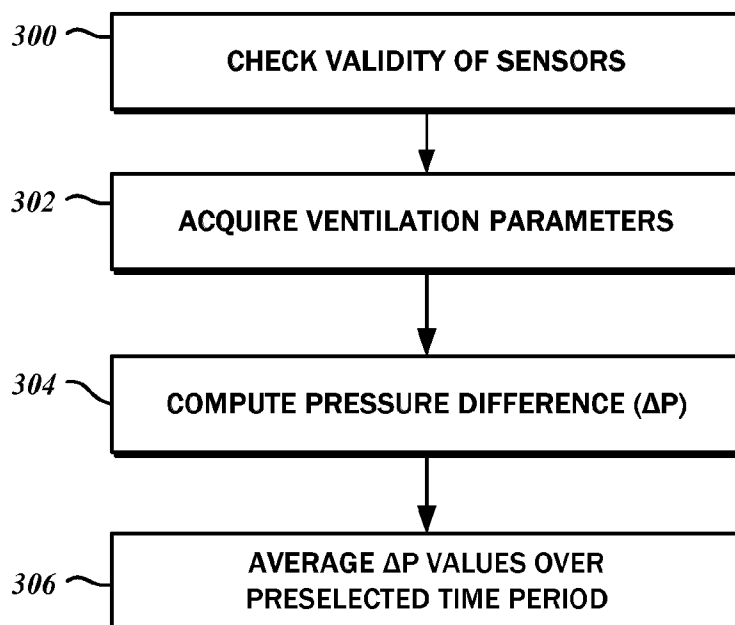 300
CHECK VALIDITY OF SENSORS
302
ACQUIRE VENTILATION PARAMETERS
304
COMPUTE PRESSURE DIFFERENCE (ΔP)
306
AVERAGE ΔP VALUES OVER
PRESELECTED TIME PERIOD